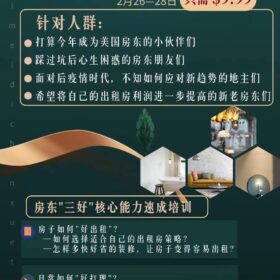 2月26—28日 只需 $9.99
针对人群：
• 打算今年成为美国房东的小伙伴们
• 踩过坑后心生困惑的房东朋友们
• 面对后疫情时代，不知如何应对新趋势的地主们
• 希望将自己的出租房利润进一步提高的新老房东们
房东"三好"核心能力速成培训
房子如何"好出租"？
—如何选择适合自己的出租房策略？
—怎样多快好省的装修，让房子变得容易出租？
日常如何"好打理"？